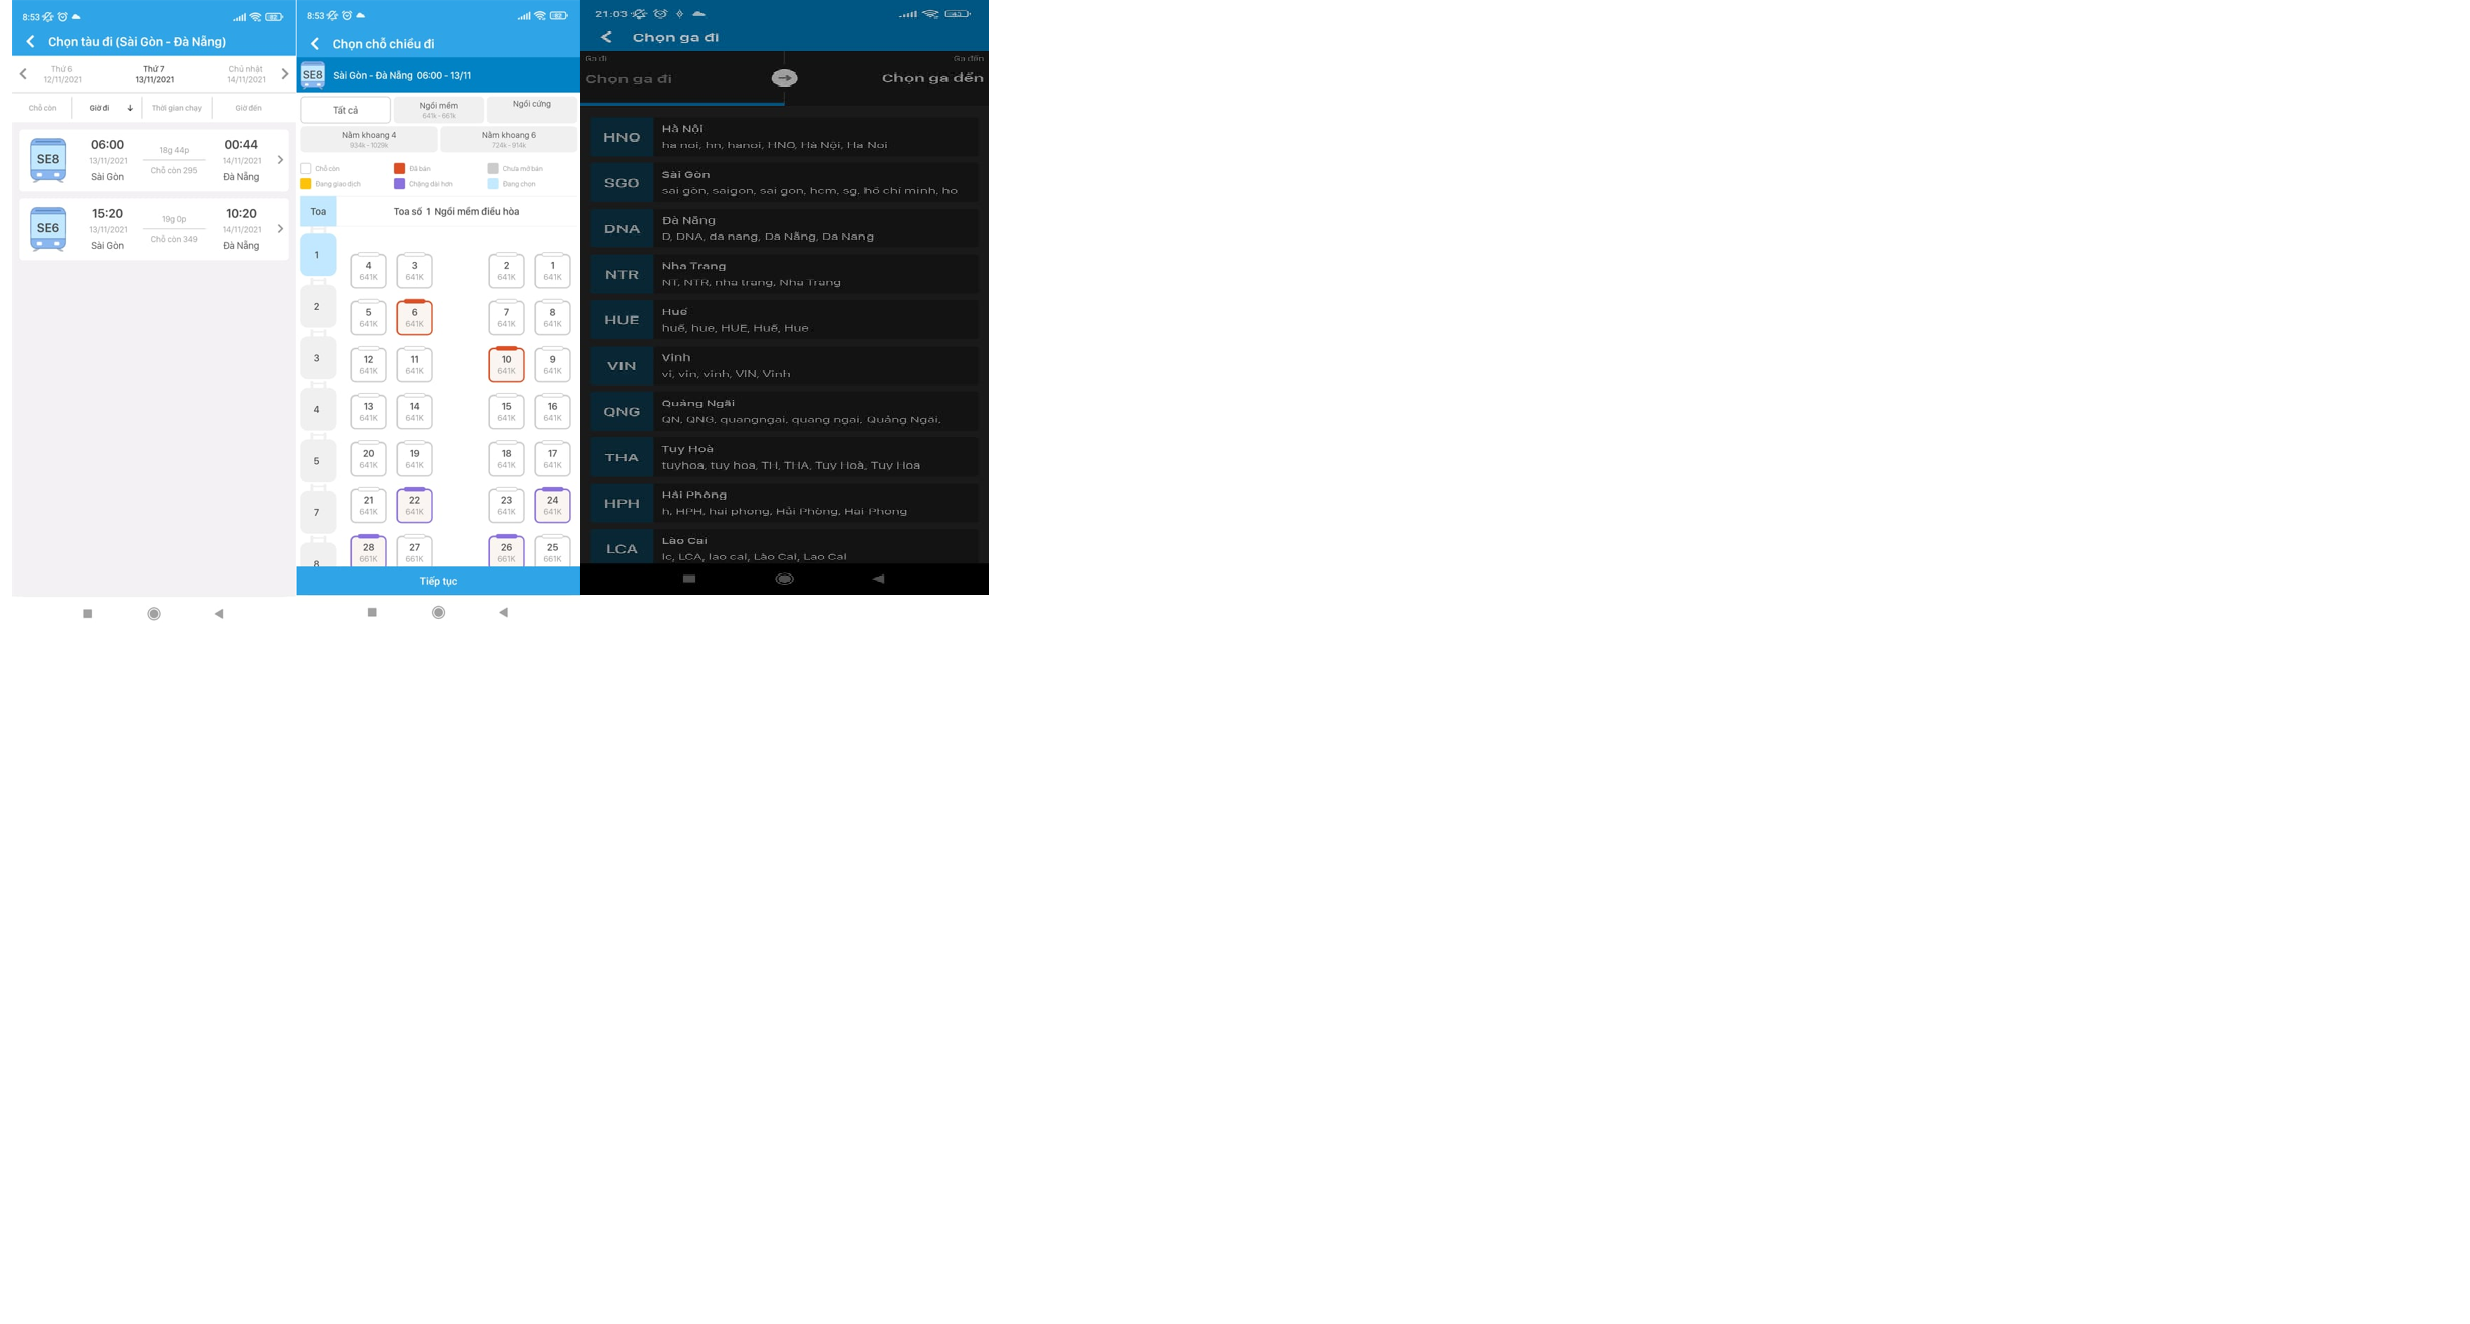 8:53
Chọn tàu đi (Sài Gòn - Đà Nẵng)
Thứ 6
12/11/2021
Thứ 7
13/11/2021
Chủ nhật
14/11/2021
Chỗ còn
Giờ đi
Thời gian chạy
Giờ đến
SE8
06:00
13/11/2021
Sài Gòn
18g 44p
Chỗ còn 295
00:44
14/11/2021
Đà Nẵng
SE6
15:20
13/11/2021
Sài Gòn
19g 0p
Chỗ còn 349
10:20
14/11/2021
Đà Nẵng
8:53
Chọn chỗ chiều đi
SE8
Sài Gòn - Đà Nẵng 06:00 - 13/11
Tất cả
Ngồi mềm
641k - 661k
Ngồi cứng
Nằm khoang 4
934k - 1029k
Nằm khoang 6
724k - 914k
Chỗ còn
Đã bán
Chưa mở bán
Đang giao dịch
Chặng dài hơn
Đang chọn
Toa
Toa số 1 Ngồi mềm điều hòa
1
2
3
4
5
7
8
4 3 2 1
641K 641K 641K 641K
5 6 7 8
641K 641K 641K 641K
12 11 10 9
641K 641K 641K 641K
13 14 15 16
641K 641K 641K 641K
20 19 18 17
641K 641K 641K 641K
21 22 23 24
641K 641K 641K 641K
28 27 26 25
661K 661K 661K 661K
Tiếp tục
21:03
Chọn ga đi
Ga đi
Chọn ga đi
Ga đến
Chọn ga đến
HNO
Hà Nội
ha noi, hn, hanoi, HNO, Hà Nội, Ha Noi
SGO
Sài Gòn
sài gòn, saigon, sai gon, hcm, sg, hồ chí minh, ho
DNA
Đà Nẵng
D, DNA, da nang, Đà Nẵng, Da Nang
NTR
Nha Trang
NT, NTR, nha trang, Nha Trang
HUE
Huế
huế, hue, HUE, Huế, Hue
VIN
Vinh
vi, vin, vinh, VIN, Vinh
QNG
Quảng Ngãi
QN, QNG, quangngai, quang ngai, Quảng Ngãi,
THA
Tuy Hoà
tuyhoa, tuy hoa, TH, THA, Tuy Hoà, Tuy Hoa
HPH
Hải Phòng
h, HPH, hai phong, Hải Phòng, Hai Phong
LCA
Lào Cai
lc, LCA, lao cai, Lào Cai, Lao Cai